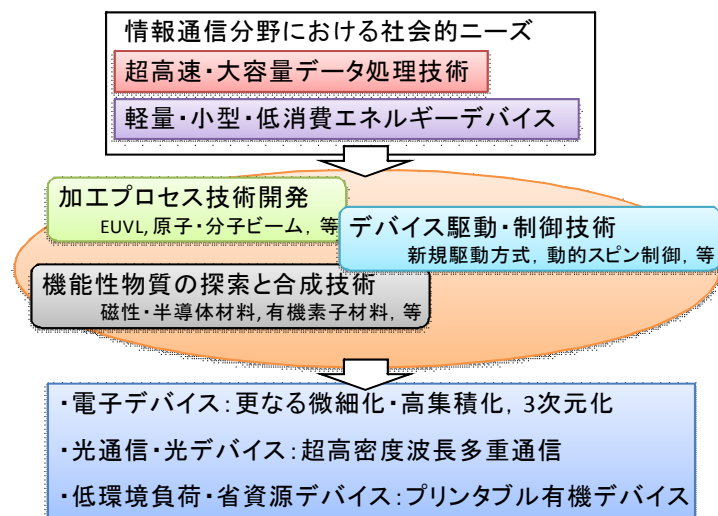 情報通信分野における社会的ニーズ
超高速・大容量データ処理技術
軽量・小型・低消費エネルギーデバイス
加工プロセス技術開発
EUVL, 原子・分子ビーム, 等
デバイス駆動・制御技術
新規駆動方式, 動的スピン制御, 等
機能性物質の探索と合成技術
磁性・半導体材料, 有機素子材料, 等
・電子デバイス：更なる微細化・高集積化, 3次元化
・光通信・光デバイス：超高密度波長多重通信
・低環境負荷・省資源デバイス：プリンタブル有機デバイス